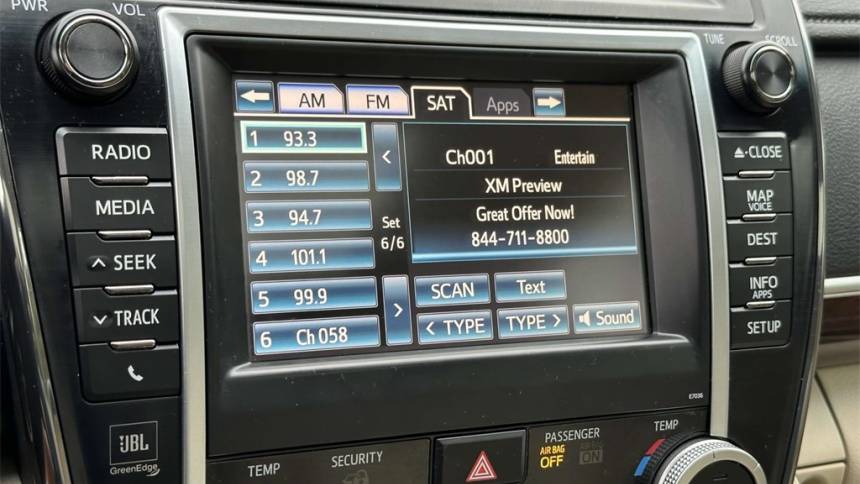 PWR
VOL
TUNE
SCROLL
AM FM SAT Apps
RADIO
MEDIA
SEEK
TRACK
1 93.3
2 98.7
3 94.7
4 101.1
5 99.9
6 Ch 058
<
Set
6/6
>
Ch001 Entertain
XM Preview
Great Offer Now!
844-711-8800
SCAN Text
< TYPE TYPE > Sound
CLOSE
MAP
VOICE
DEST
INFO
APPS
SETUP
E7036
JBL
GreenEdge
TEMP
SECURITY
PASSENGER
AIR BAG
OFF
ON
TEMP